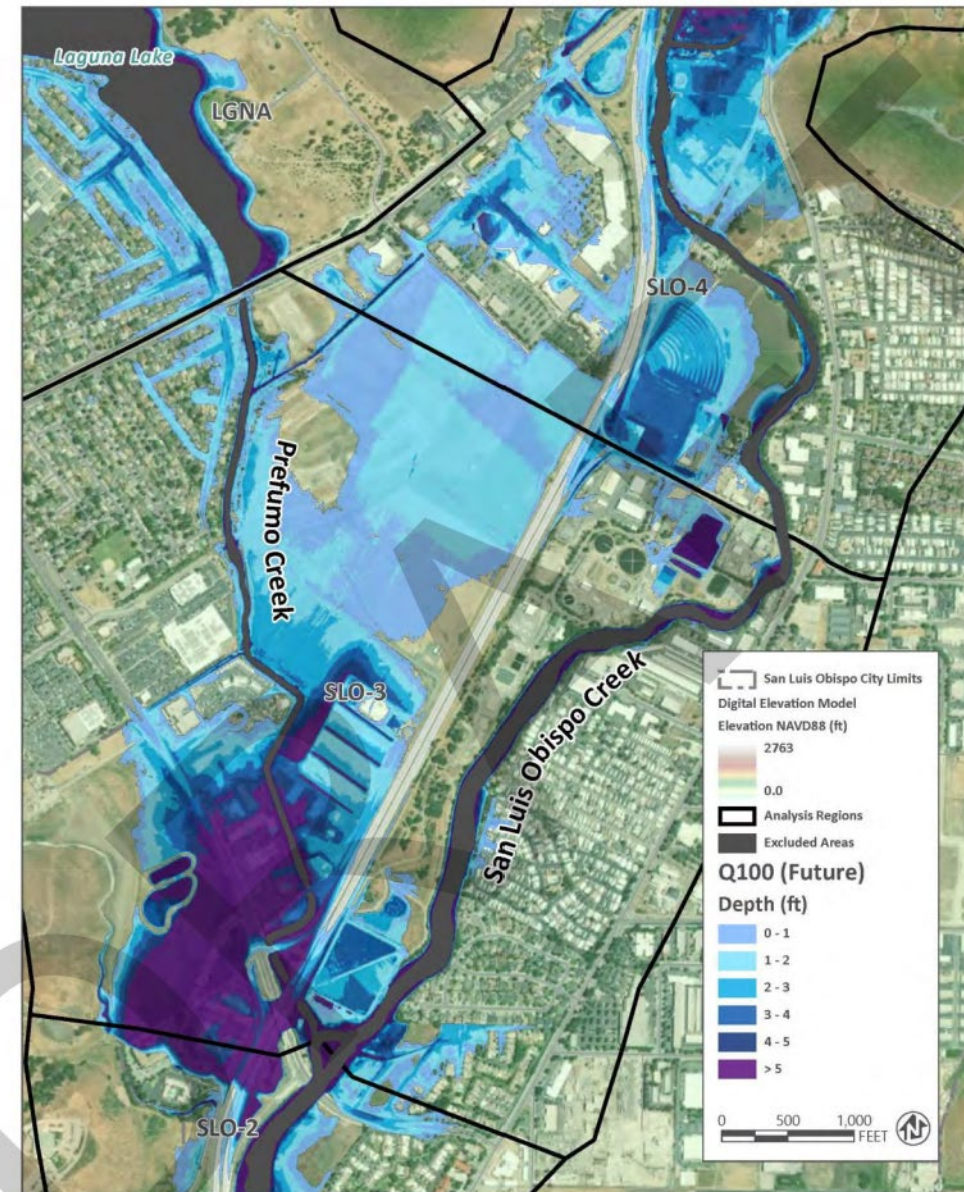 Laguna Lake
LGNA
SLO-4
Prefumo Creek
SLO-3
San Luis Obispo Creek
SLO-2
San Luis Obispo City Limits
Digital Elevation Model
Elevation NAVD88 (ft)
2763
0.0
Analysis Regions
Excluded Areas
Q100 (Future)
Depth (ft)
0 - 1
1 - 2
2 - 3
3 - 4
4 - 5
> 5
0 500 1,000
FEET
N